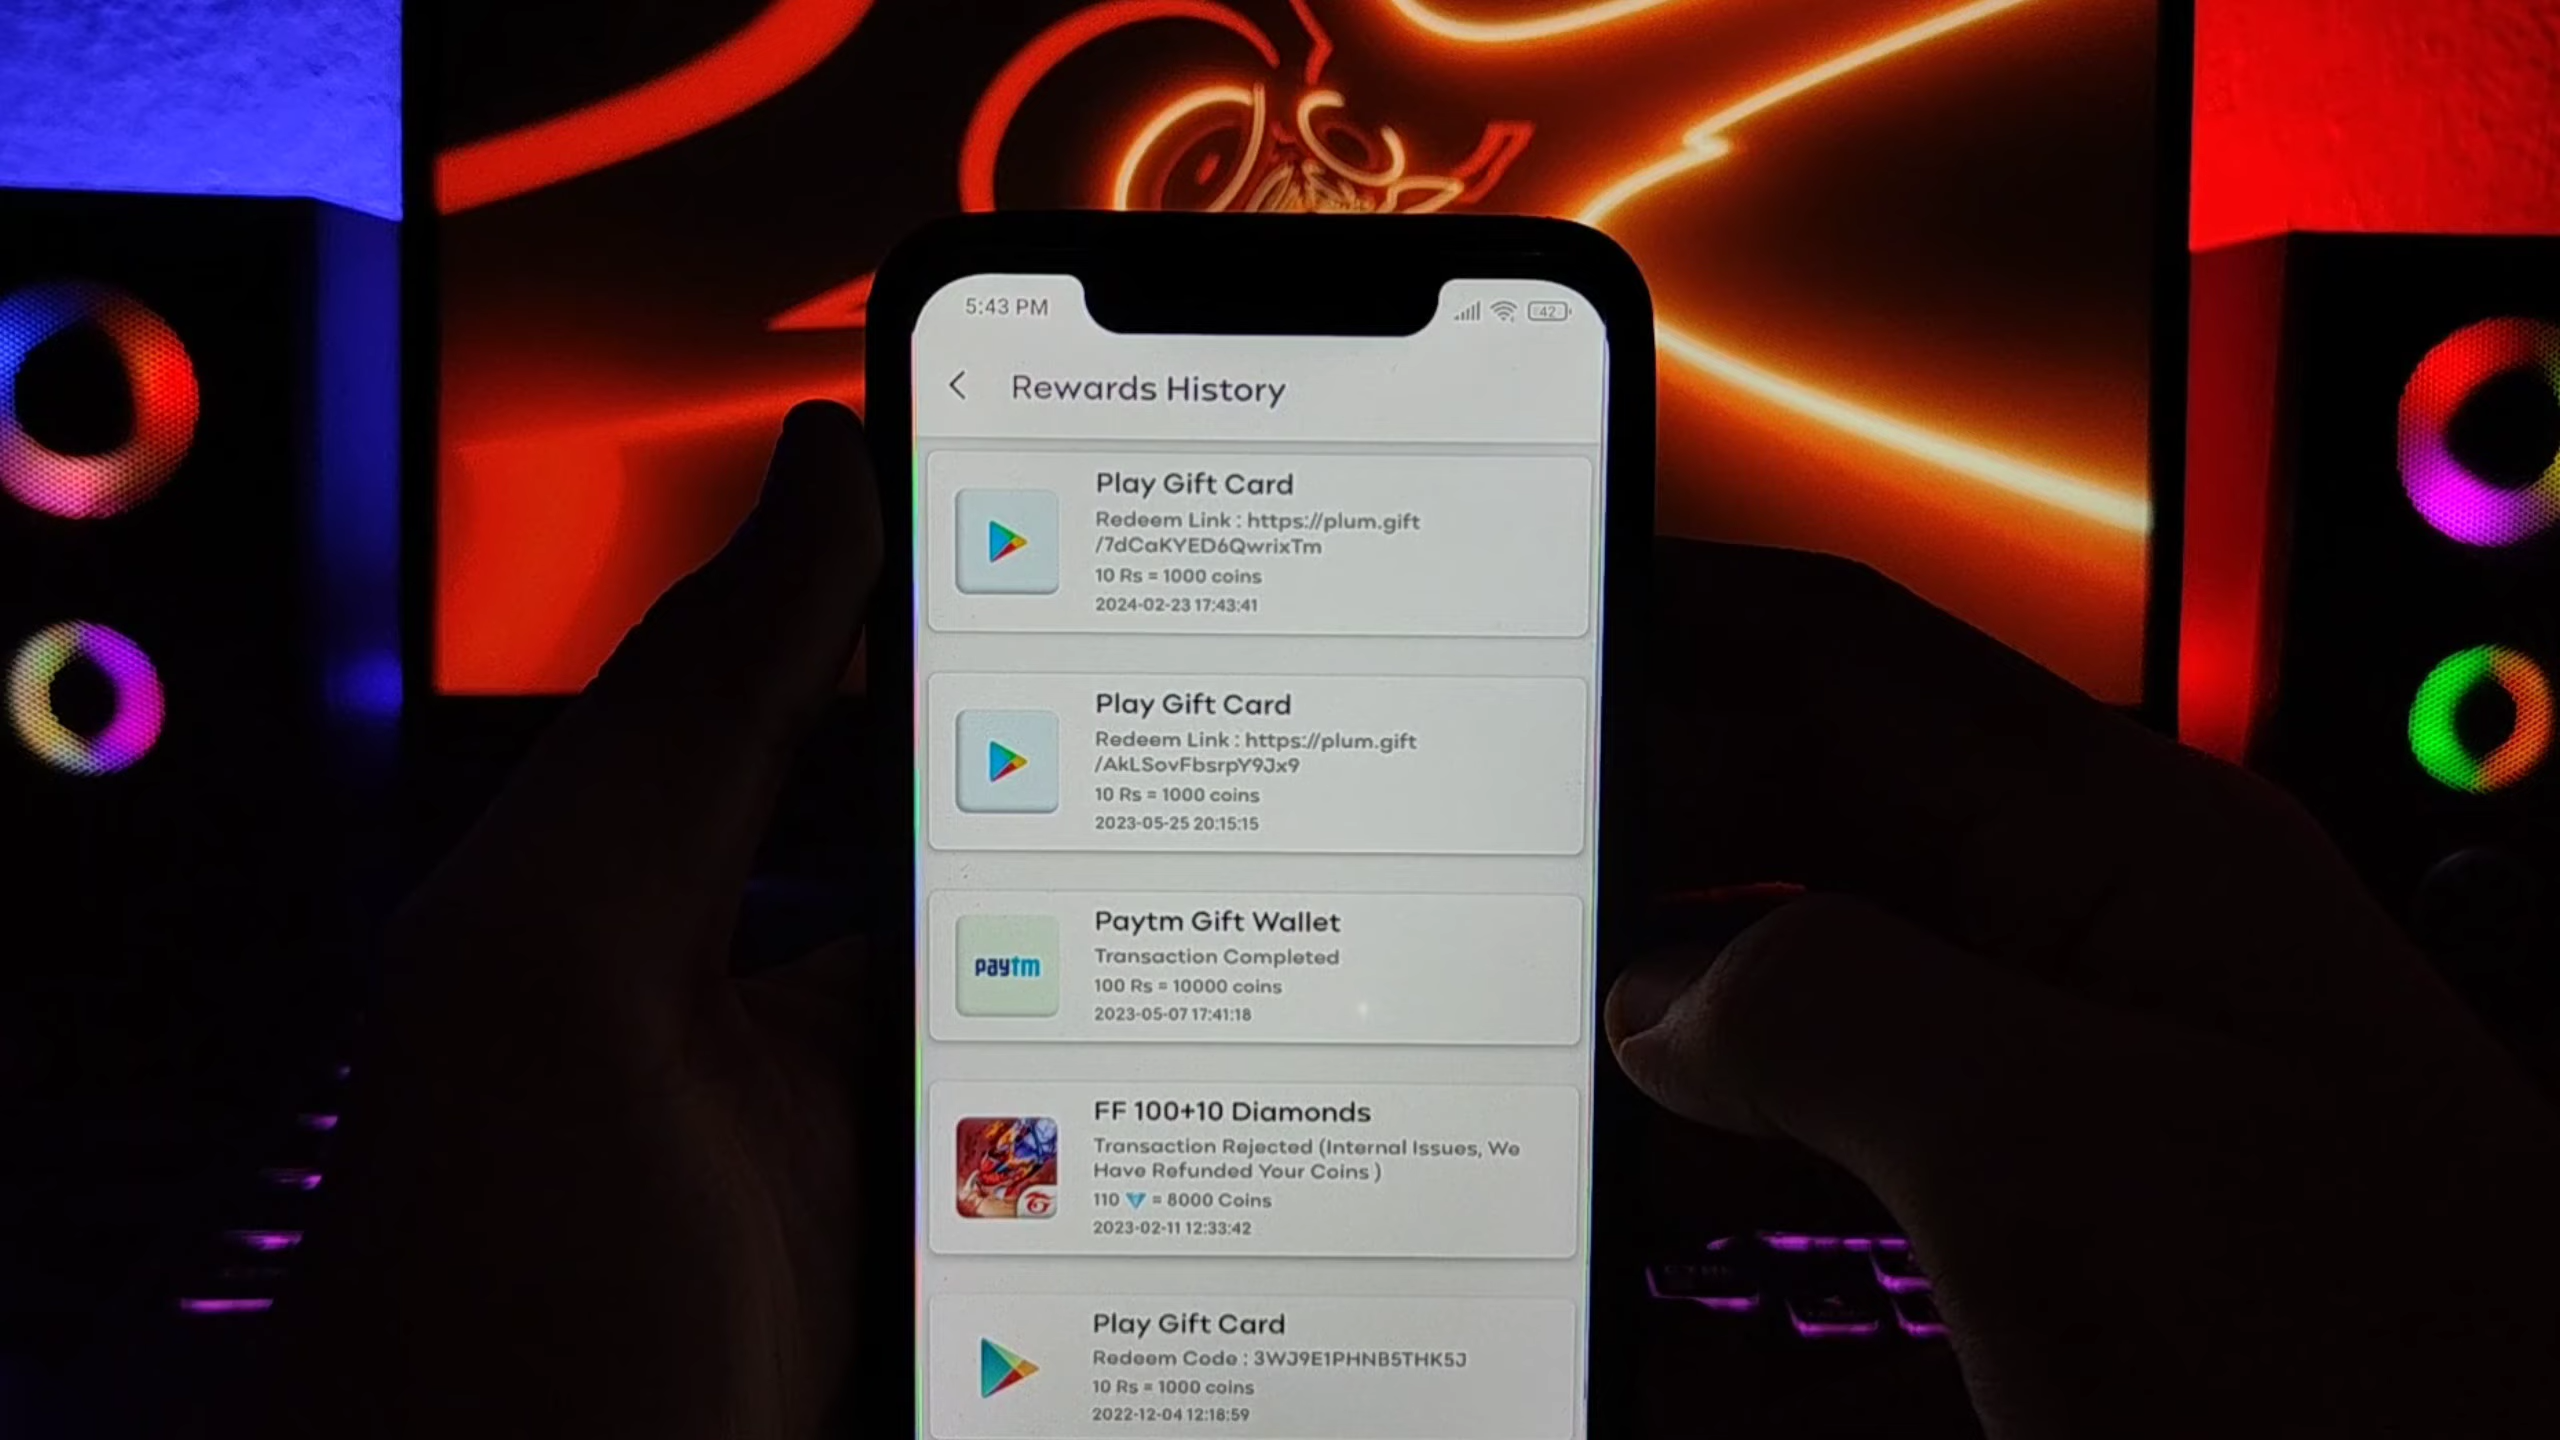 5:43 PM
42
Rewards History
Play Gift Card
Redeem Link : https://plum.gift
/7dCaKYED6QwrixTm
10 Rs = 1000 coins
2024-02-23 17:43:41
Play Gift Card
Redeem Link : https://plum.gift
/AkLSovFbsrpY9Jx9
10 Rs = 1000 coins
2023-05-25 20:15:15
paytm
Paytm Gift Wallet
Transaction Completed
100 Rs = 10000 coins
2023-05-07 17:41:18
FF 100+10 Diamonds
Transaction Rejected (Internal Issues, We
Have Refunded Your Coins )
110 = 8000 Coins
2023-02-11 12:33:42
Play Gift Card
Redeem Code : 3WJ9E1PHNB5THK5J
10 Rs = 1000 coins
2022-12-04 12:18:59